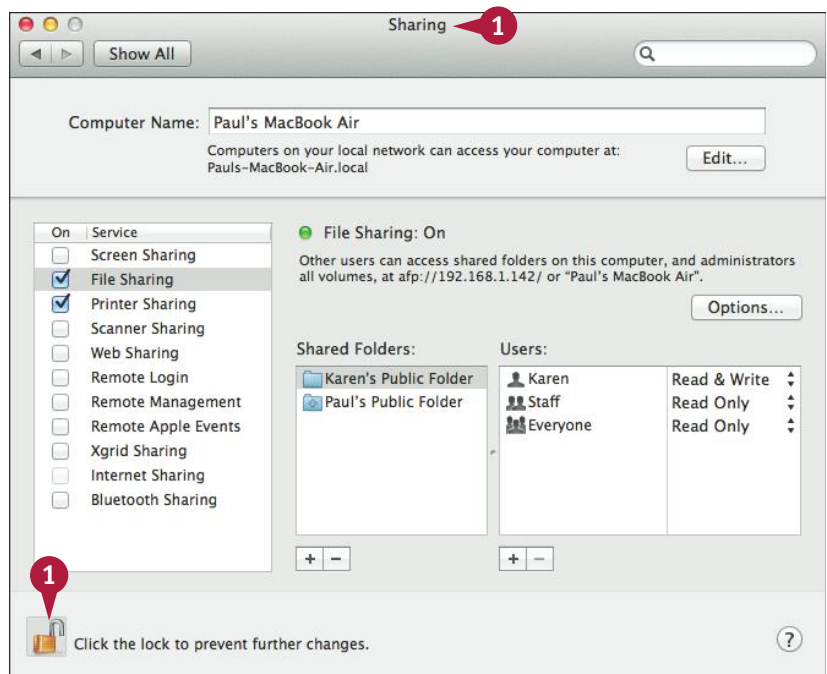 Sharing
1
Show All
Computer Name: Paul's MacBook Air
Computers on your local network can access your computer at:
Pauls-MacBook-Air.local
Edit...
On Service
Screen Sharing
File Sharing
Printer Sharing
Scanner Sharing
Web Sharing
Remote Login
Remote Management
Remote Apple Events
Xgrid Sharing
Internet Sharing
Bluetooth Sharing
File Sharing: On
Other users can access shared folders on this computer, and administrators
all volumes, at afp://192.168.1.142/ or “Paul's MacBook Air”.
Options...
Shared Folders:
Karen's Public Folder
Paul's Public Folder
+ −
Users:
Karen Read & Write
Staff Read Only
Everyone Read Only
+ −
1
Click the lock to prevent further changes.
?